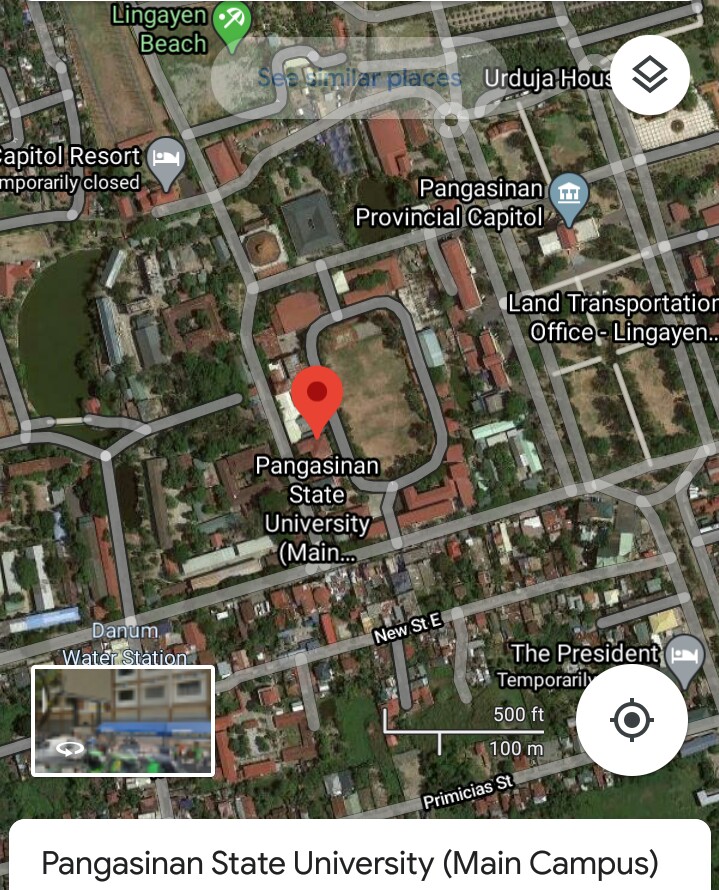 Lingayen
Beach
See similar places
Urduja Hous
Capitol Resort
mporarily closed
Pangasinan
Provincial Capitol
Land Transportation
Office - Lingayen...
Pangasinan
State
University
(Main...
New St E
Danum
Water Station
The President
Temporarily
500 ft
100 m
Primicias St
Pangasinan State University (Main Campus)